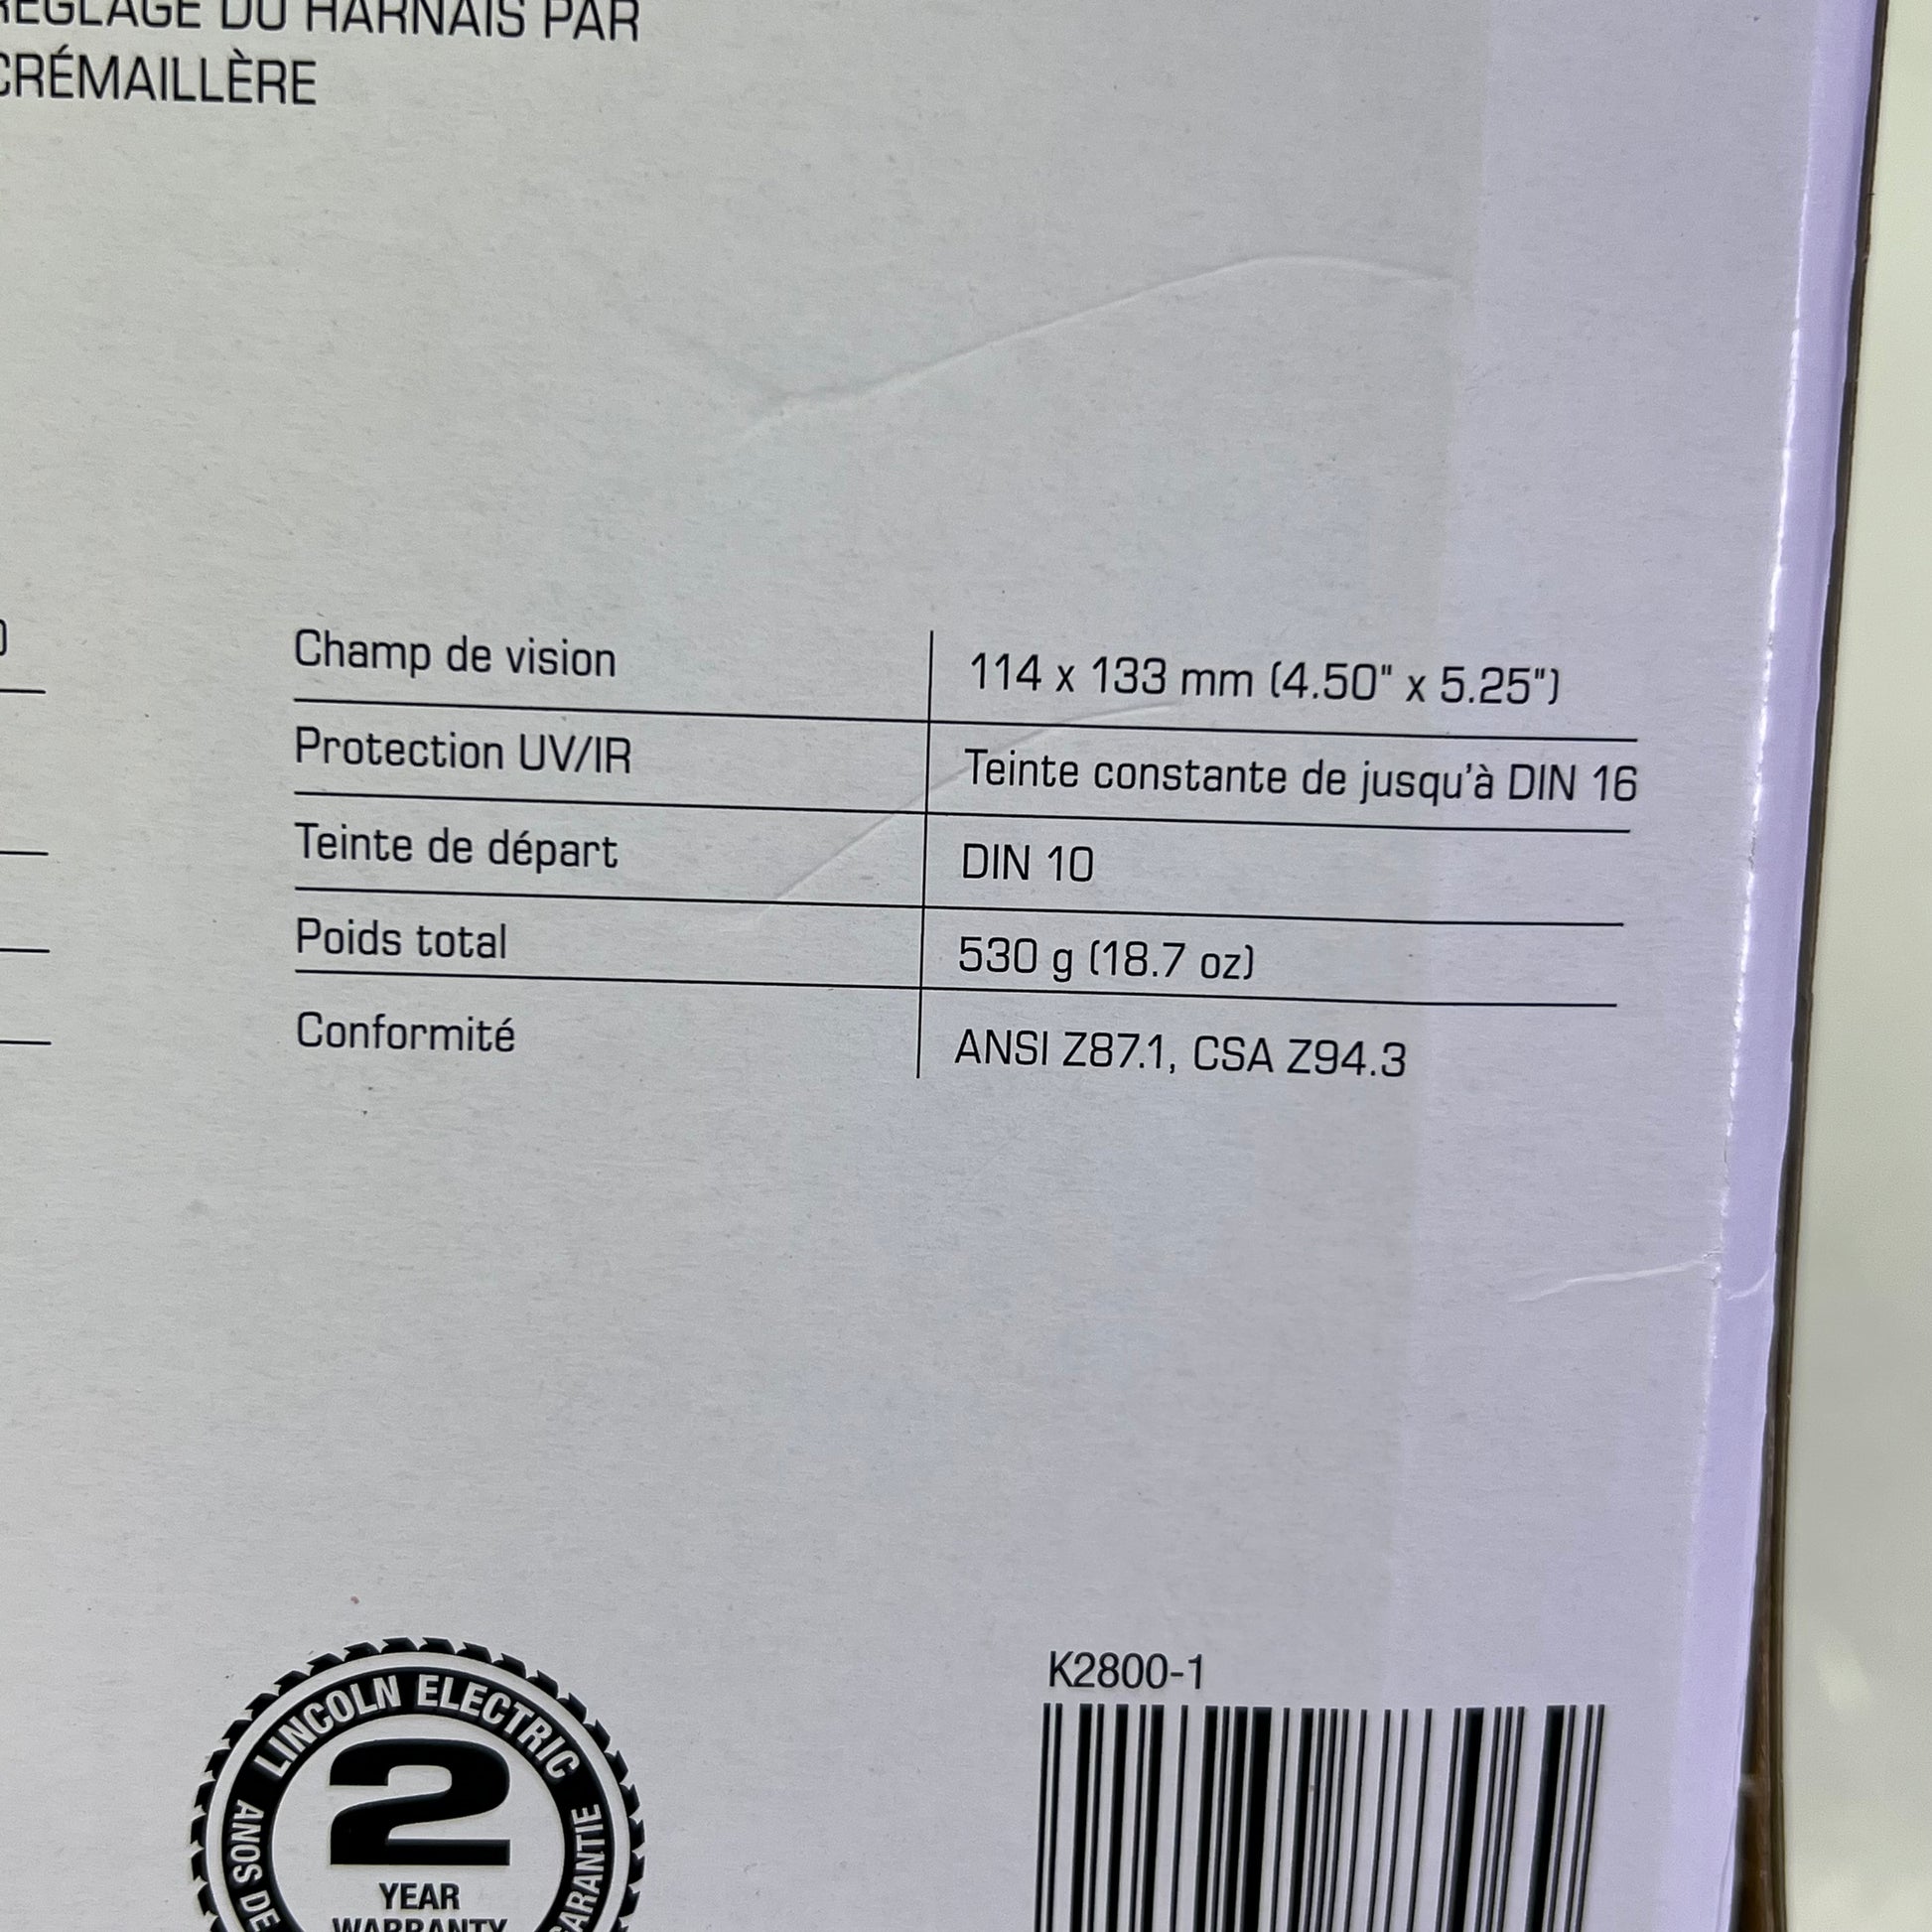 RÉGLAGE DU HARNAIS PAR
CRÉMAILLÈRE
Champ de vision 114 x 133 mm (4.50" x 5.25")
Protection UV/IR Teinte constante de jusqu'à DIN 16
Teinte de départ DIN 10
Poids total 530 g (18.7 oz)
Conformité ANSI Z87.1, CSA Z94.3
K2800-1
LINCOLN ELECTRIC
2
YEAR
WARRANTY
ANOS DE
GARANTIE